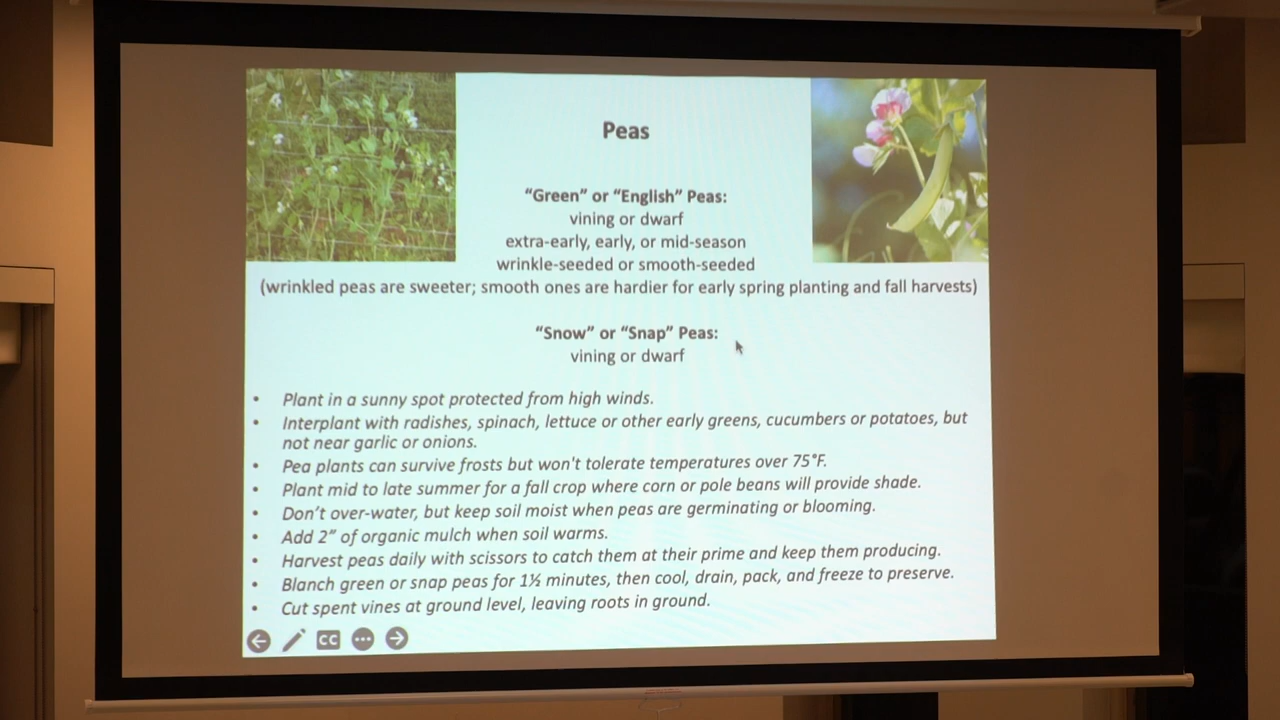 Peas
“Green” or “English” Peas:
vining or dwarf
extra-early, early, or mid-season
wrinkle-seeded or smooth-seeded
(wrinkled peas are sweeter; smooth ones are hardier for early spring planting and fall harvests)
“Snow” or “Snap” Peas:
vining or dwarf
• Plant in a sunny spot protected from high winds.
• Interplant with radishes, spinach, lettuce or other early greens, cucumbers or potatoes, but
not near garlic or onions.
• Pea plants can survive frosts but won't tolerate temperatures over 75°F.
• Plant mid to late summer for a fall crop where corn or pole beans will provide shade.
• Don’t over-water, but keep soil moist when peas are germinating or blooming.
• Add 2” of organic mulch when soil warms.
• Harvest peas daily with scissors to catch them at their prime and keep them producing.
• Blanch green or snap peas for 1½ minutes, then cool, drain, pack, and freeze to preserve.
• Cut spent vines at ground level, leaving roots in ground.
CC